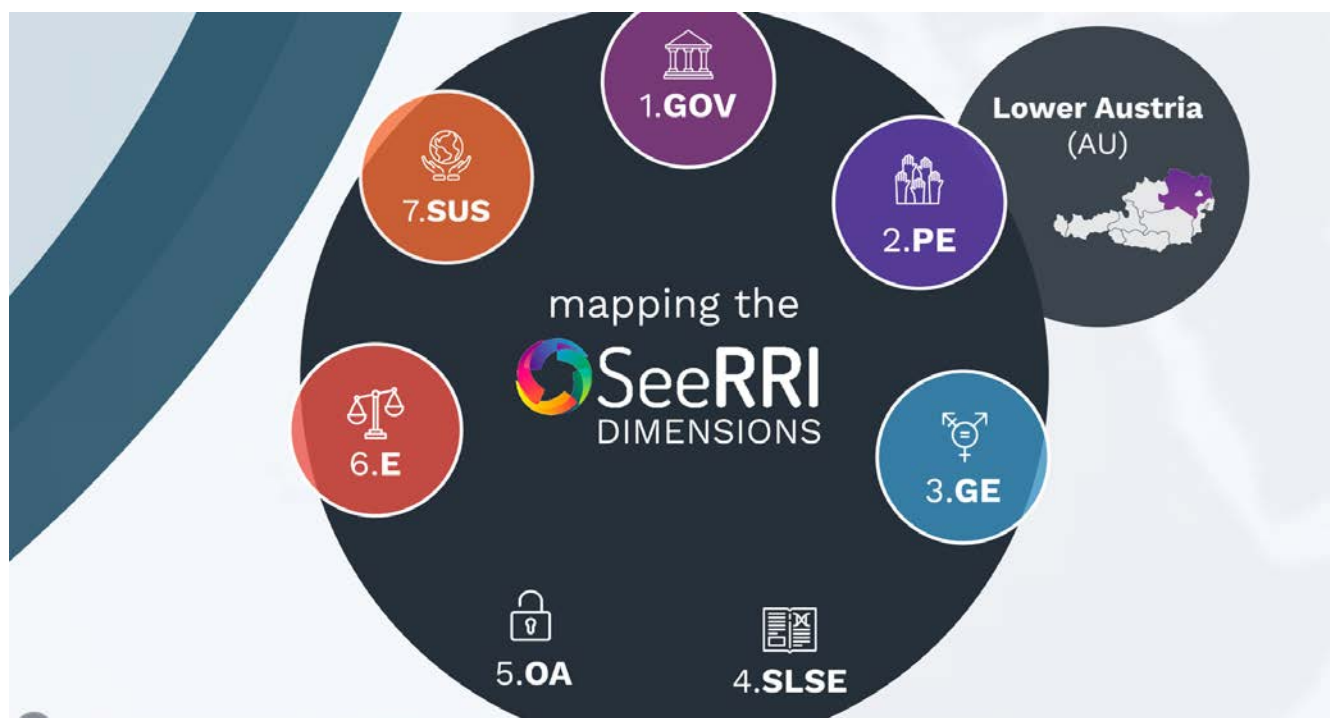 1.GOV
Lower Austria
(AU)
7.SUS
2.PE
mapping the
SeeRRI
DIMENSIONS
6.E
3.GE
5.OA
4.SLSE